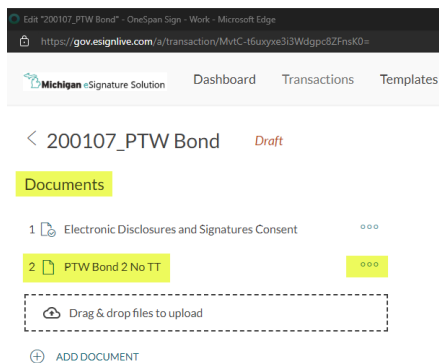 Edit "200107_PTW Bond" - OneSpan Sign - Work - Microsoft Edge
https://gov.esignlive.com/a/transaction/MvtC-t6uxyxe3i3Wdgpc8ZFnsK0=
Michigan eSignature Solution Dashboard Transactions Templates
200107_PTW Bond Draft
Documents
1 Electronic Disclosures and Signatures Consent
2 PTW Bond 2 No TT
Drag & drop files to upload
ADD DOCUMENT